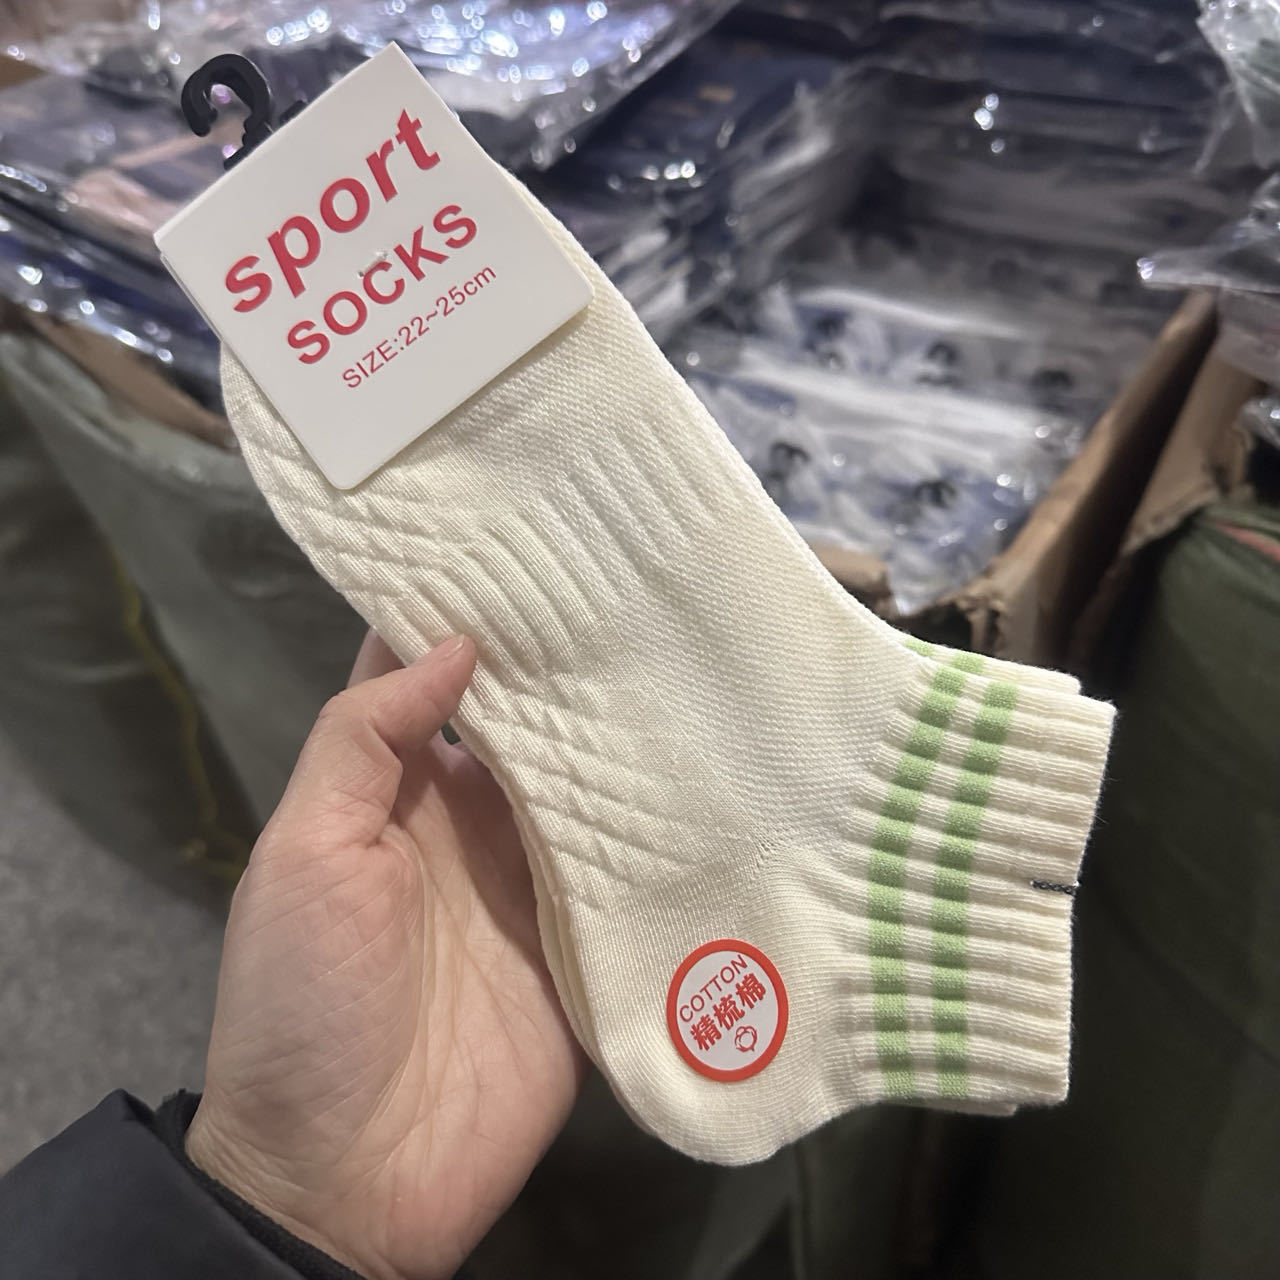 sport
SOCKS
SIZE:22~25cm
COTTON
精梳棉